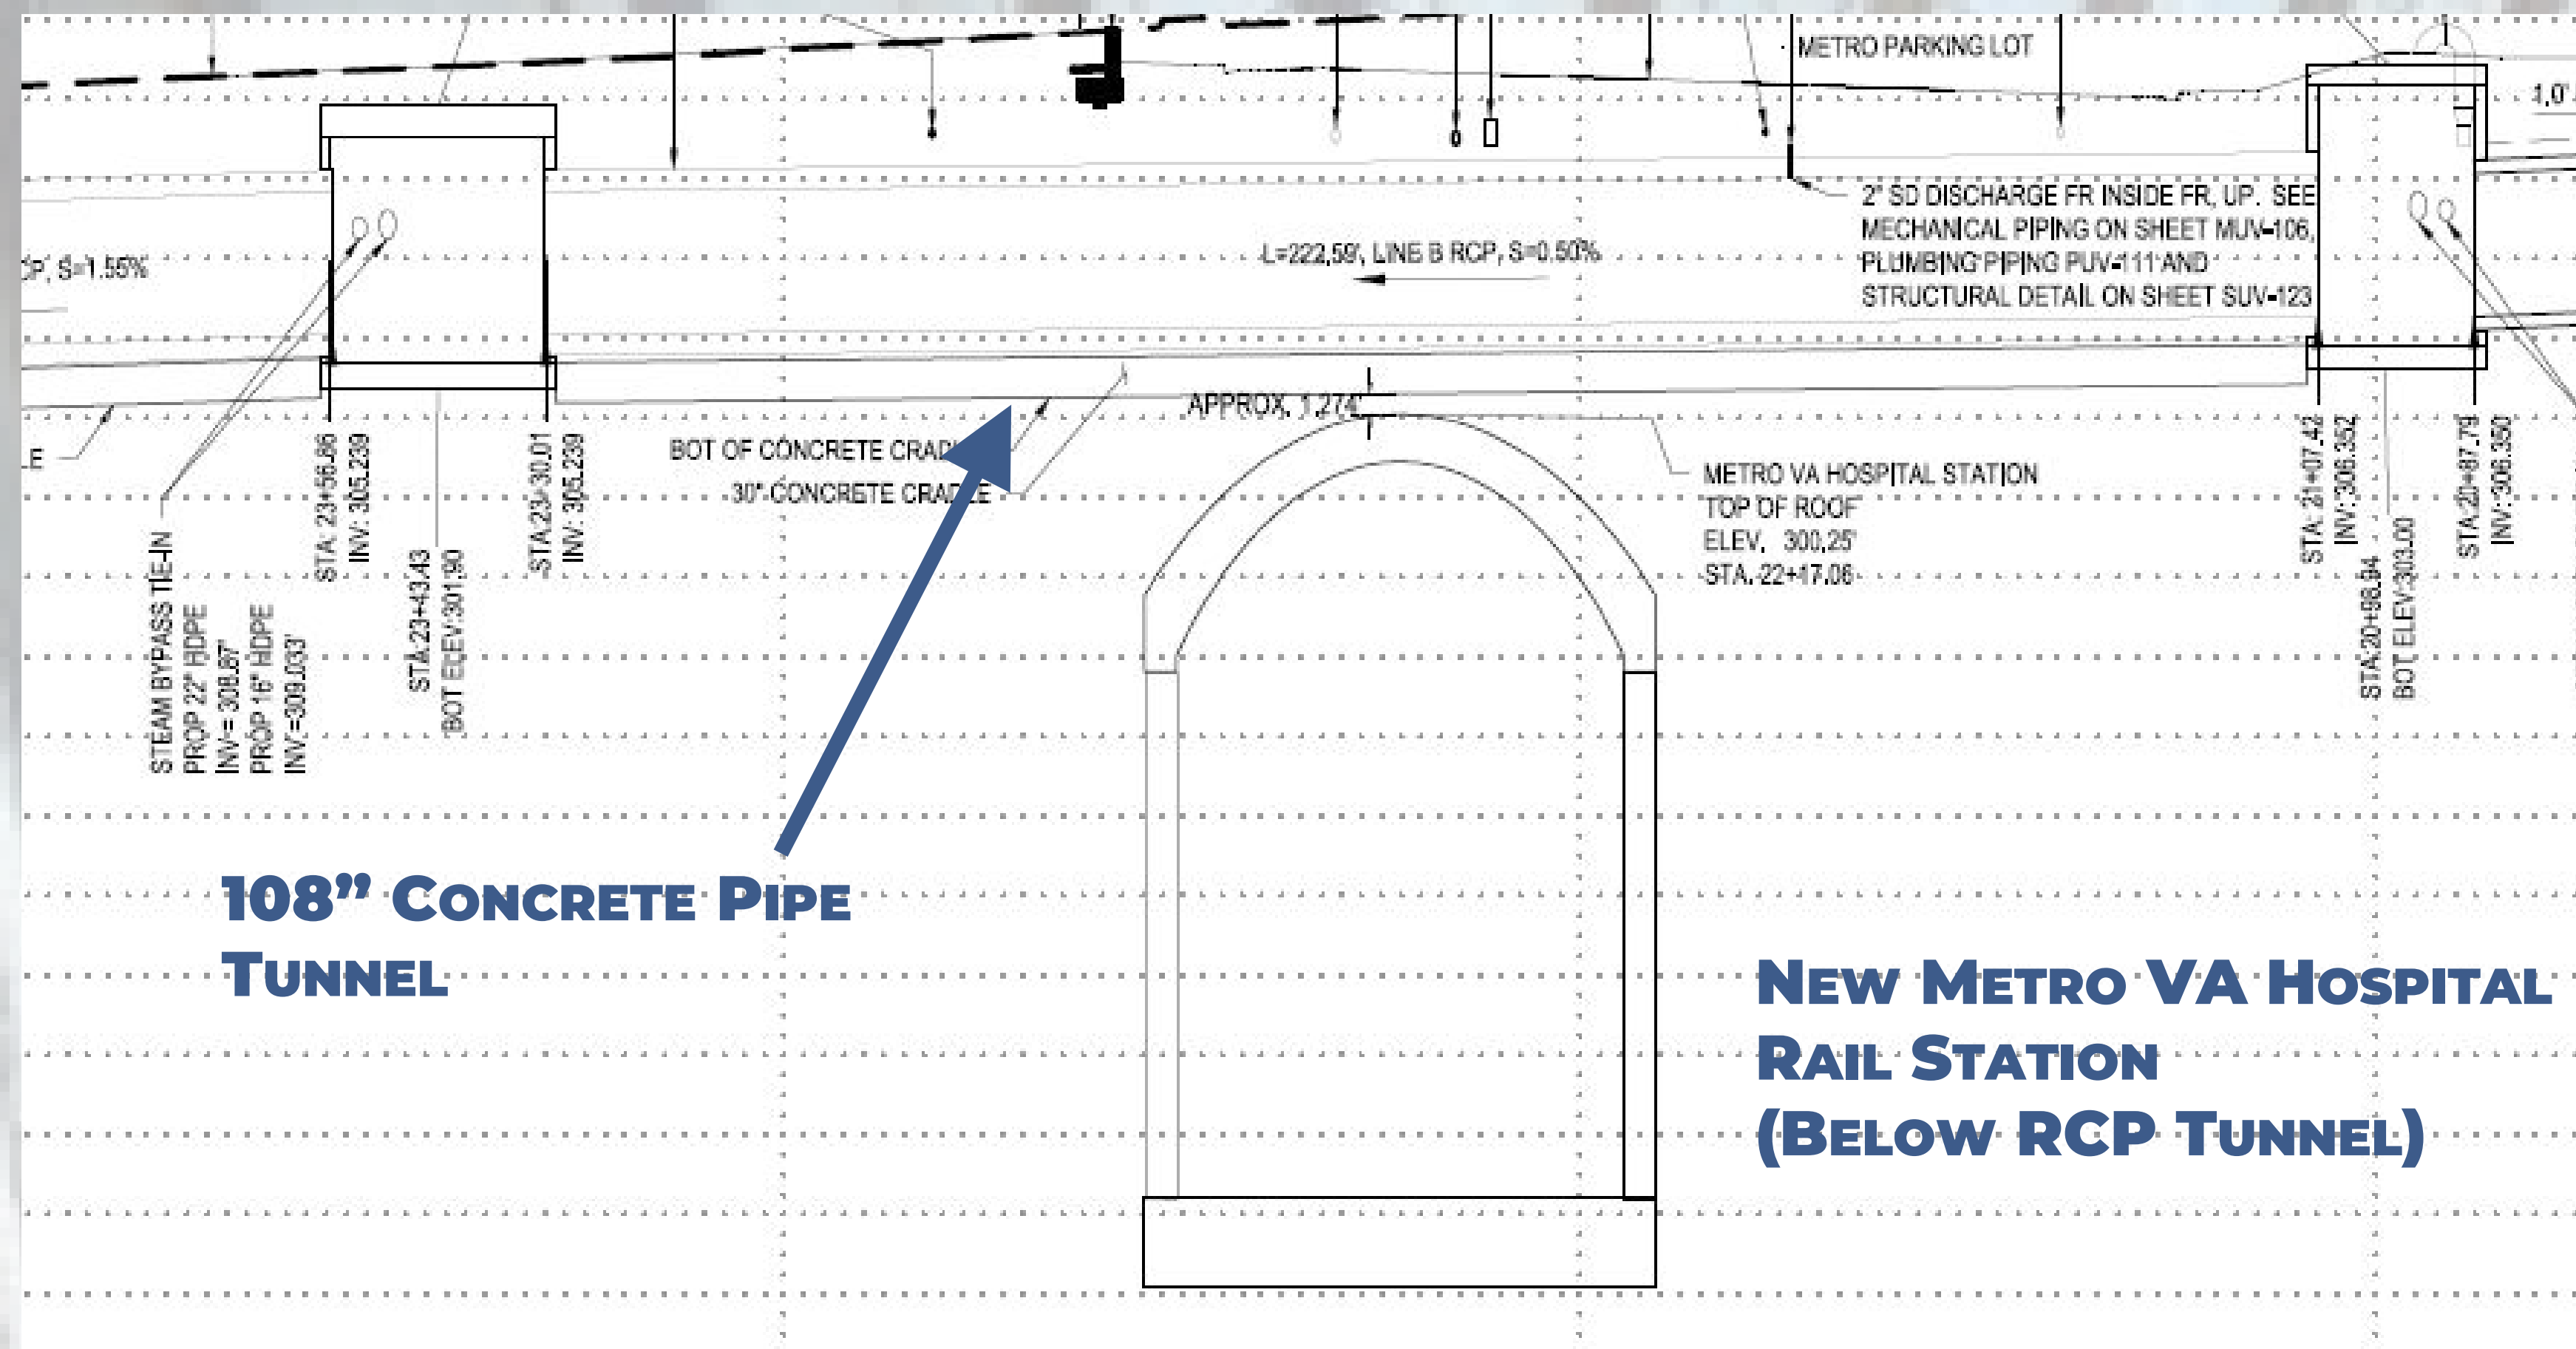 METRO PARKING LOT
1,0'
2" SD DISCHARGE FR INSIDE FR, UP. SEE
MECHANICAL PIPING ON SHEET MUV-106,
PLUMBING PIPING PUV-111 AND
STRUCTURAL DETAIL ON SHEET SUV-123
S=1.55%
L=222.59', LINE B RCP, S=0.50%
APPROX. 1.274'
BOT OF CONCRETE CRADLE
30" CONCRETE CRADLE
METRO VA HOSPITAL STATION
TOP OF ROOF
ELEV. 300.25'
STA. 22+17.06
LE
STEAM BYPASS TIE-IN
PROP 22" HDPE
INV= 308.87'
PROP 16" HDPE
INV=309.033'
STA: 23+56.86
INV: 305.239
STA:23+43.43
BOT ELEV:301.90
STA:23+30.01
INV: 305.239
STA: 21+07.42
INV:306.352
STA:20+98.94
BOT ELEV:303.00
STA:20+87.79
INV:306.350
108” Concrete Pipe
Tunnel
New Metro VA Hospital
Rail Station
(Below RCP Tunnel)